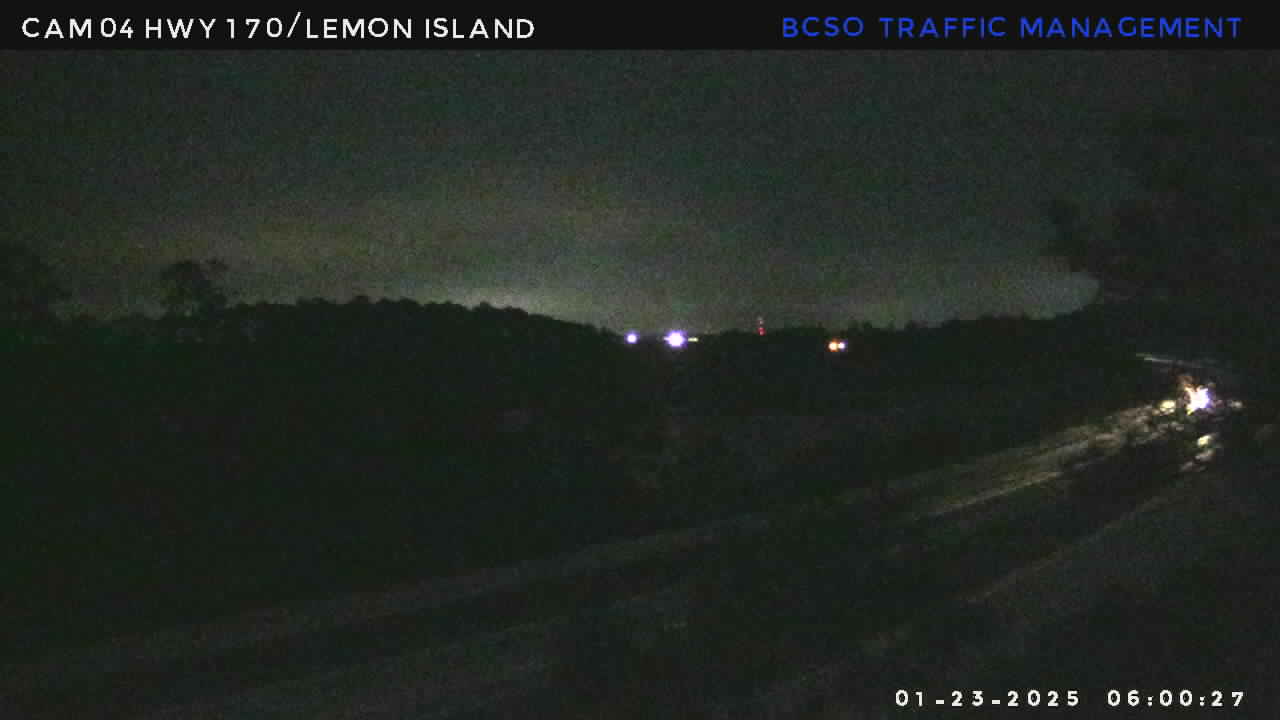 CAM04 HWY 170/LEMON ISLAND
BCSO TRAFFIC MANAGEMENT
01-23-2025 06:00:27